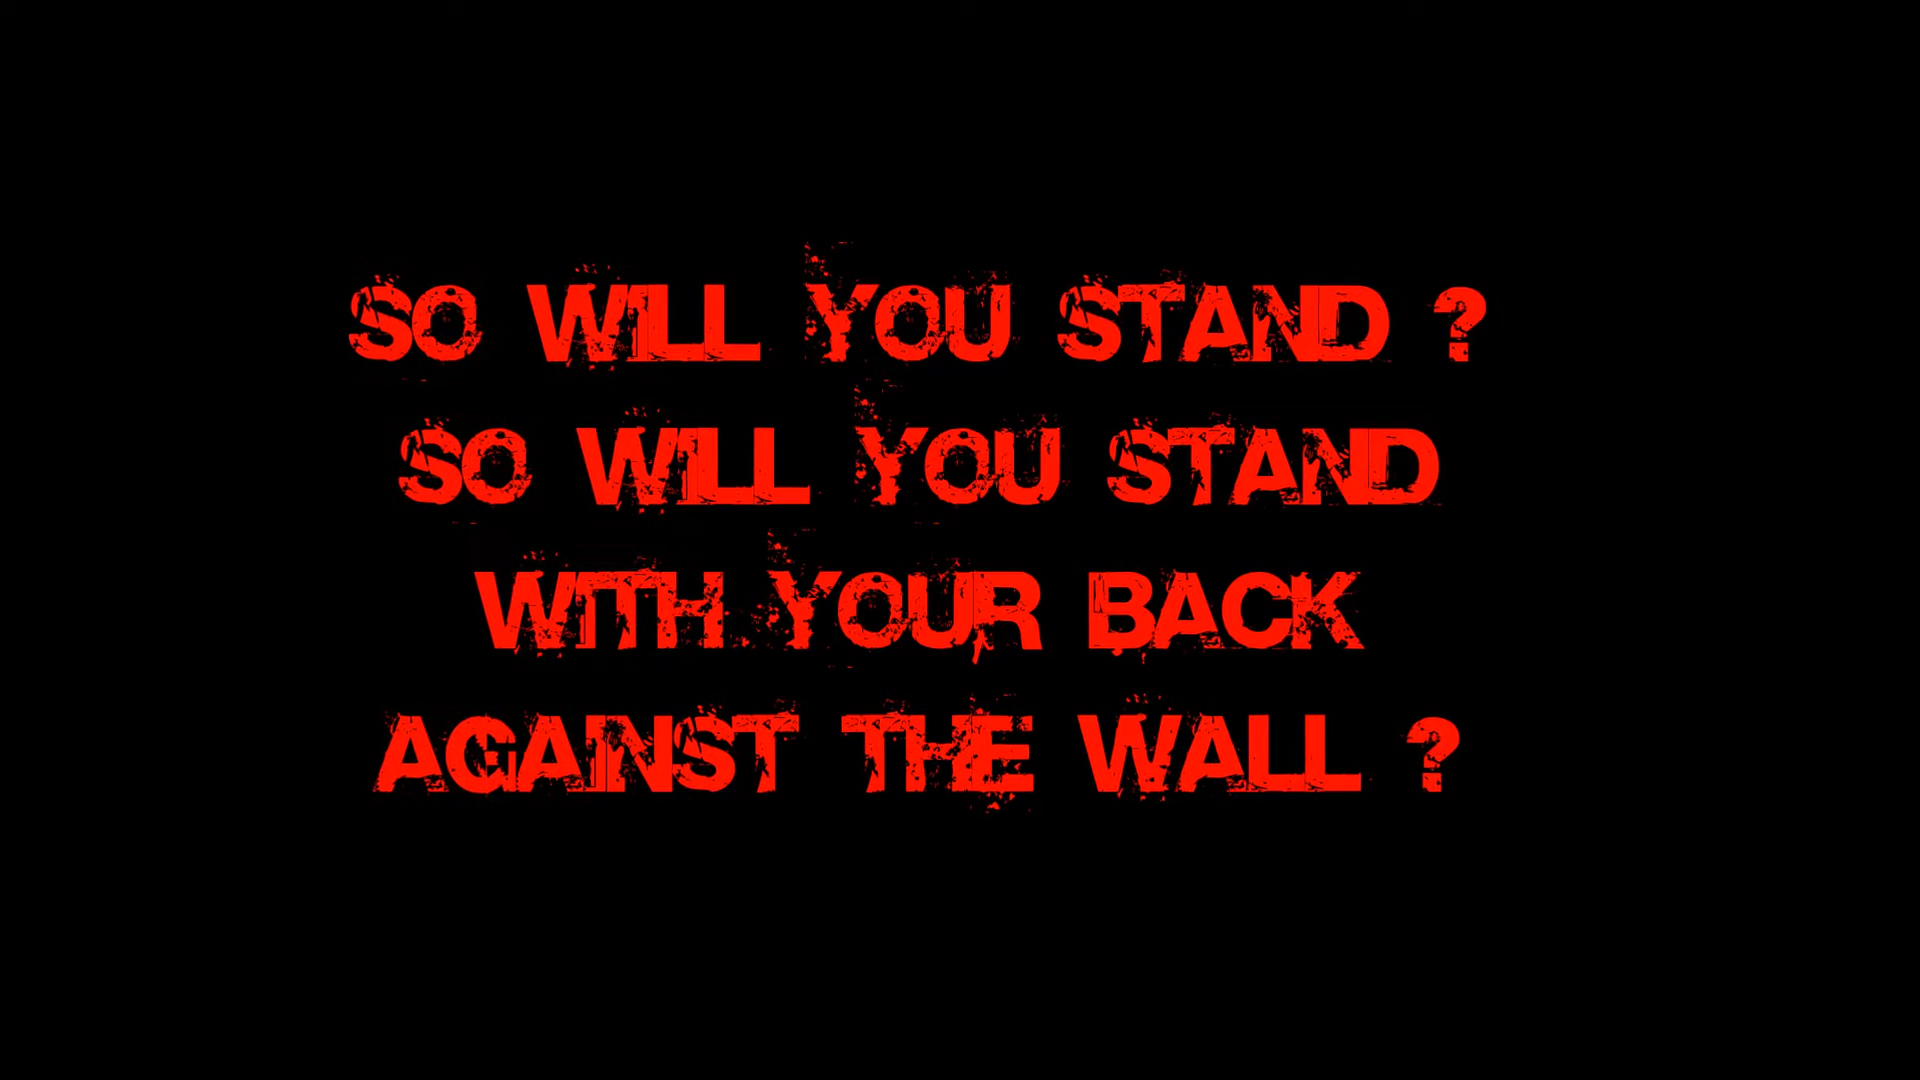 SO WILL YOU STAND ?
SO WILL YOU STAND
WITH YOUR BACK
AGAINST THE WALL ?